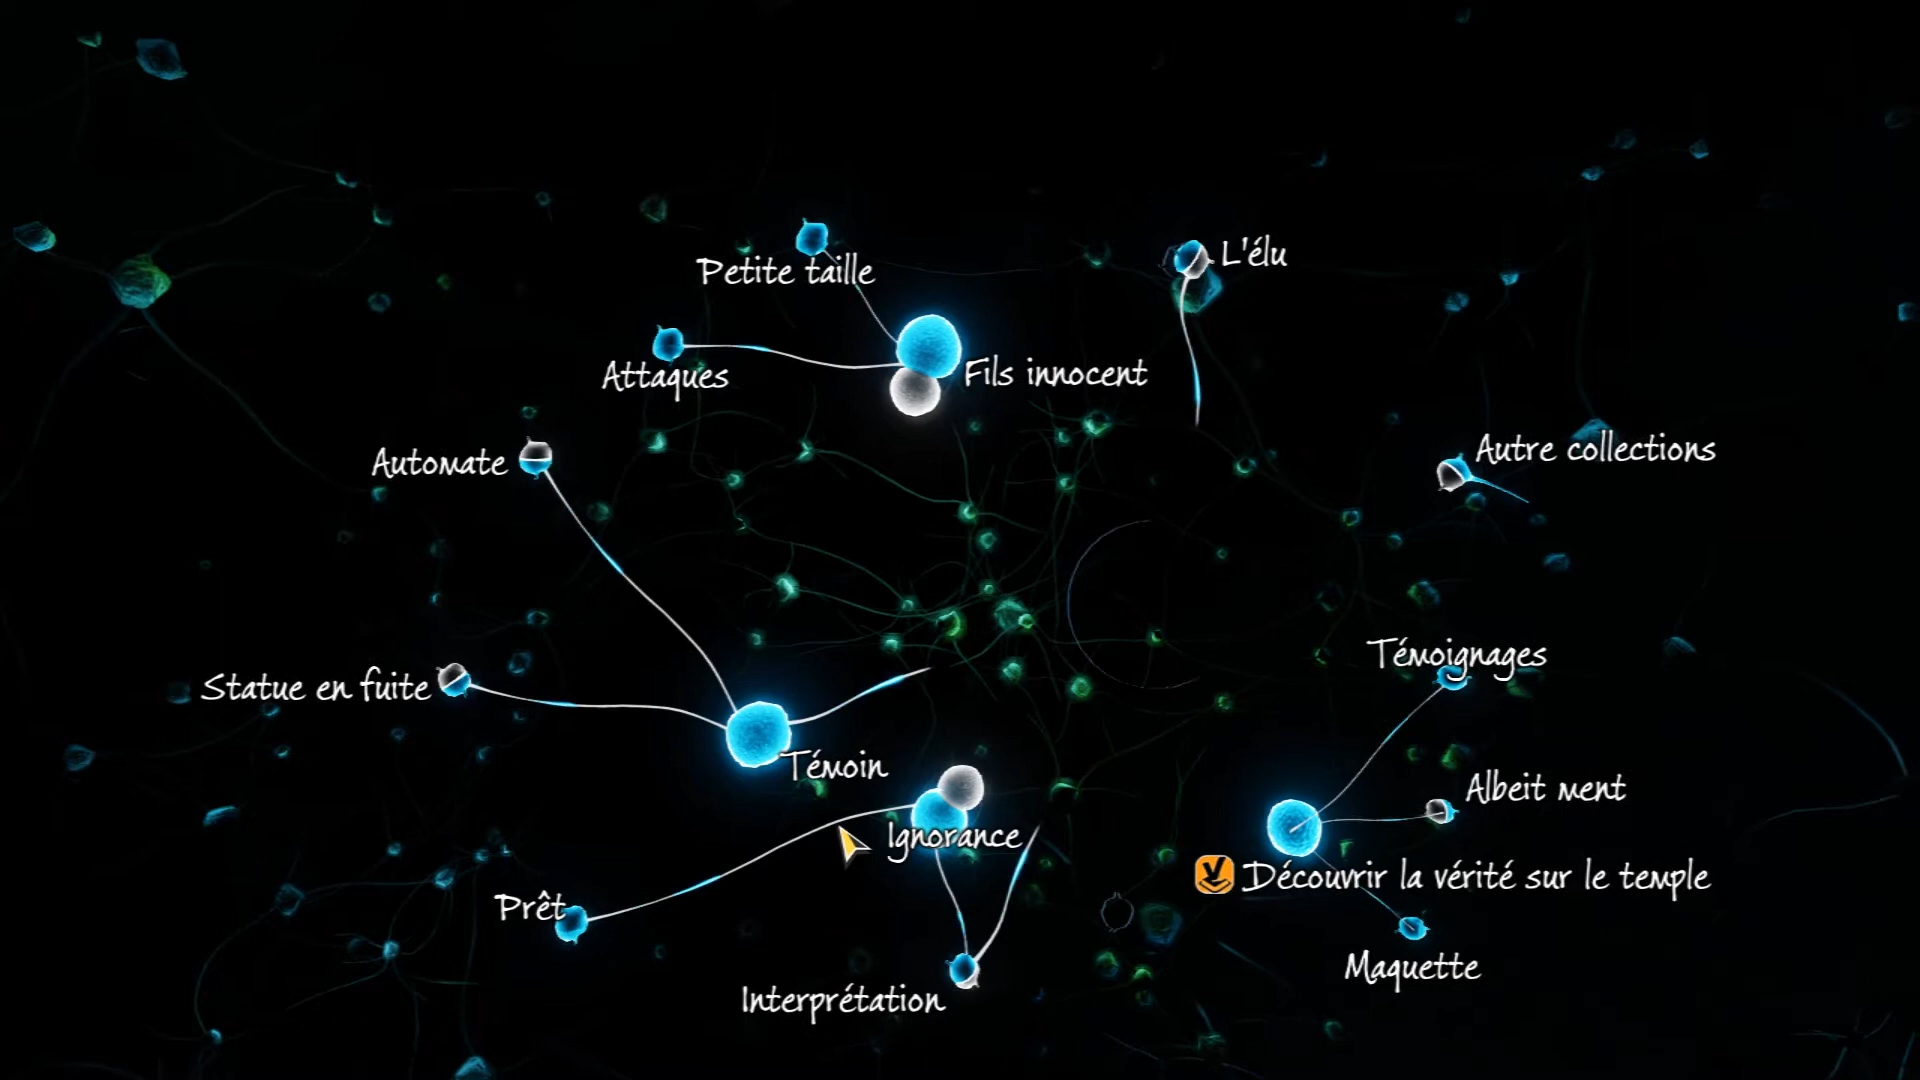 L'élu
Petite taille
Attaques
Fils innocent
Automate
Autre collections
Statue en fuite
Témoignages
Témoin
Albeit ment
Ignorance
Découvrir la vérité sur le temple
Prêt
Maquette
Interprétation